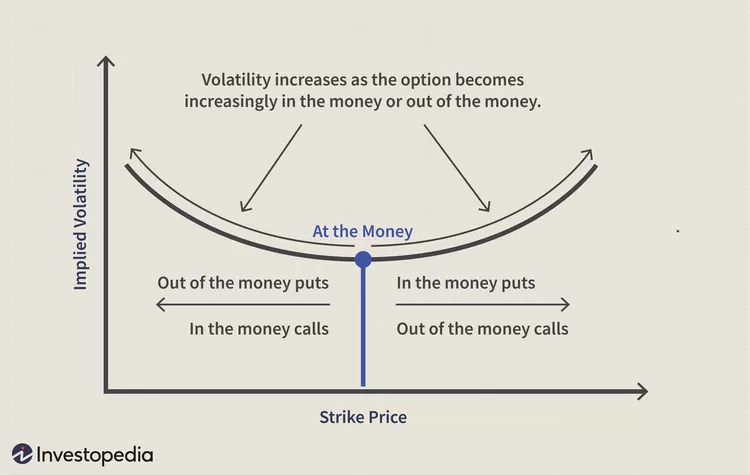 Volatility increases as the option becomes
increasingly in the money or out of the money.
Implied Volatility
At the Money
Out of the money puts
In the money puts
In the money calls
Out of the money calls
Strike Price
Investopedia